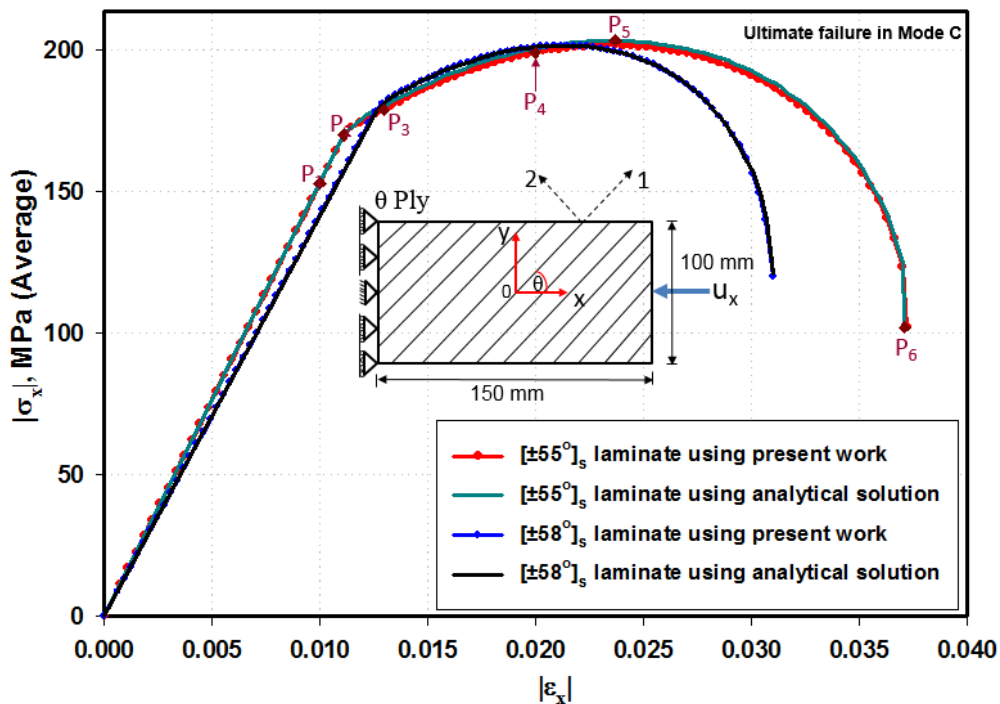 Ultimate failure in Mode C
|σₓ|, MPa (Average)
200
150
100
50
0
P₅
P₄
P₃
P
P
P₆
2
1
θ Ply
y
θ
0
x
uₓ
100 mm
150 mm
[±55°]ₛ laminate using present work
[±55°]ₛ laminate using analytical solution
[±58°]ₛ laminate using present work
[±58°]ₛ laminate using analytical solution
0.000 0.005 0.010 0.015 0.020 0.025 0.030 0.035 0.040
|εₓ|